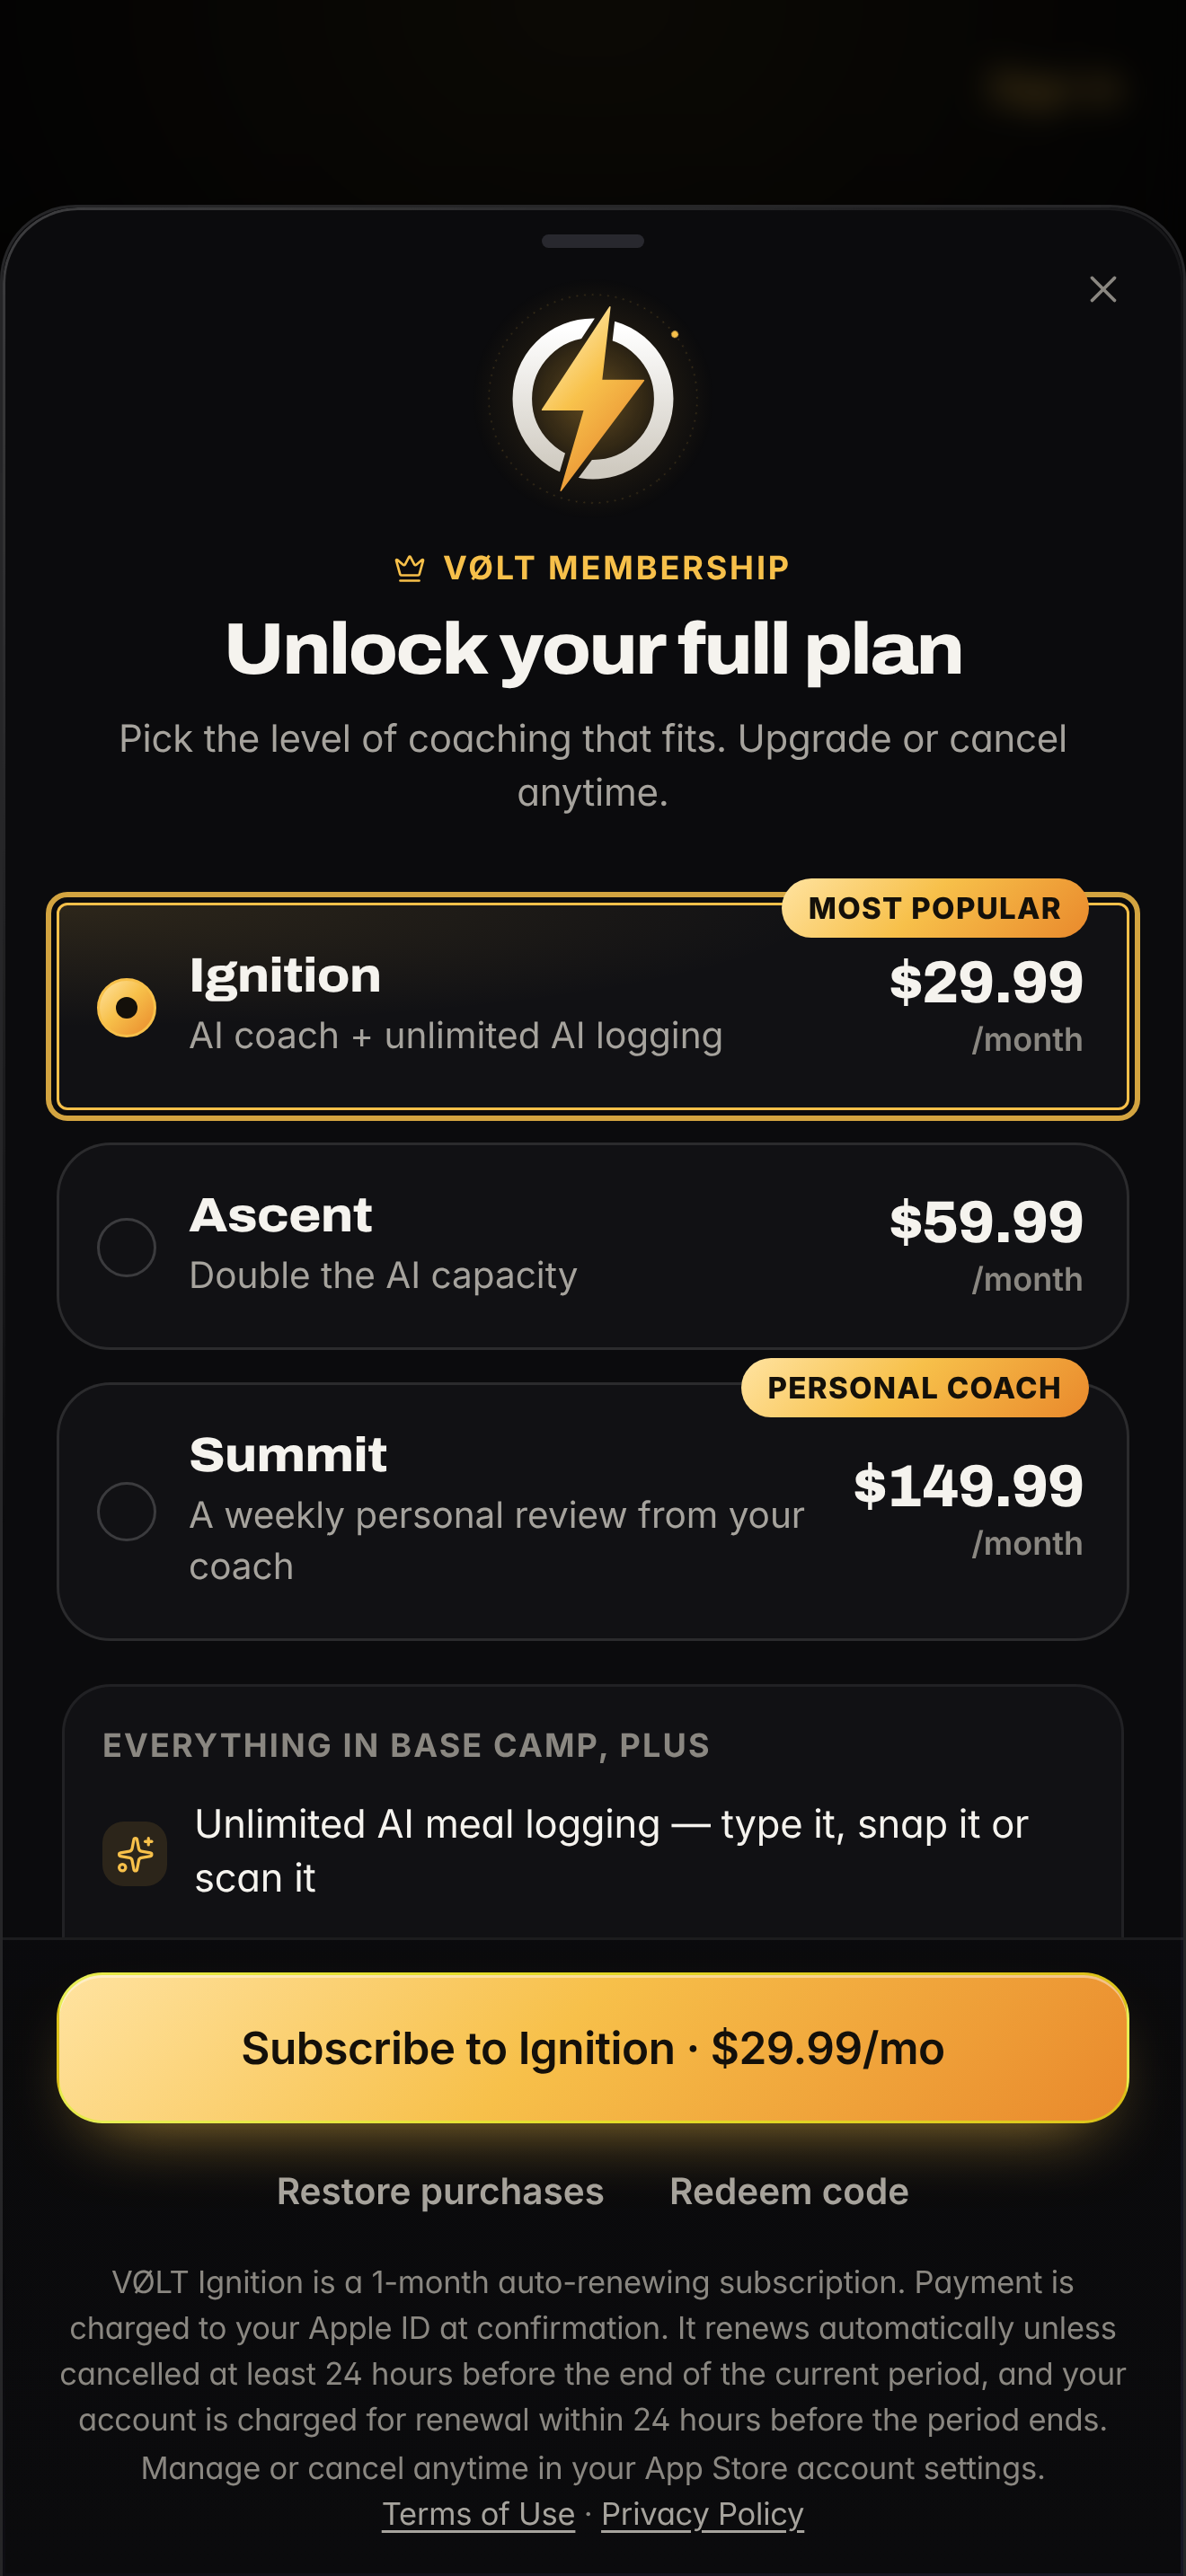 VØLT MEMBERSHIP
Unlock your full plan
Pick the level of coaching that fits. Upgrade or cancel
anytime.
MOST POPULAR
Ignition
AI coach + unlimited AI logging
$29.99
/month
Ascent
Double the AI capacity
$59.99
/month
PERSONAL COACH
Summit
A weekly personal review from your
coach
$149.99
/month
EVERYTHING IN BASE CAMP, PLUS
Unlimited AI meal logging — type it, snap it or
scan it
Subscribe to Ignition · $29.99/mo
Restore purchases Redeem code
VØLT Ignition is a 1-month auto-renewing subscription. Payment is
charged to your Apple ID at confirmation. It renews automatically unless
cancelled at least 24 hours before the end of the current period, and your
account is charged for renewal within 24 hours before the period ends.
Manage or cancel anytime in your App Store account settings.
Terms of Use · Privacy Policy